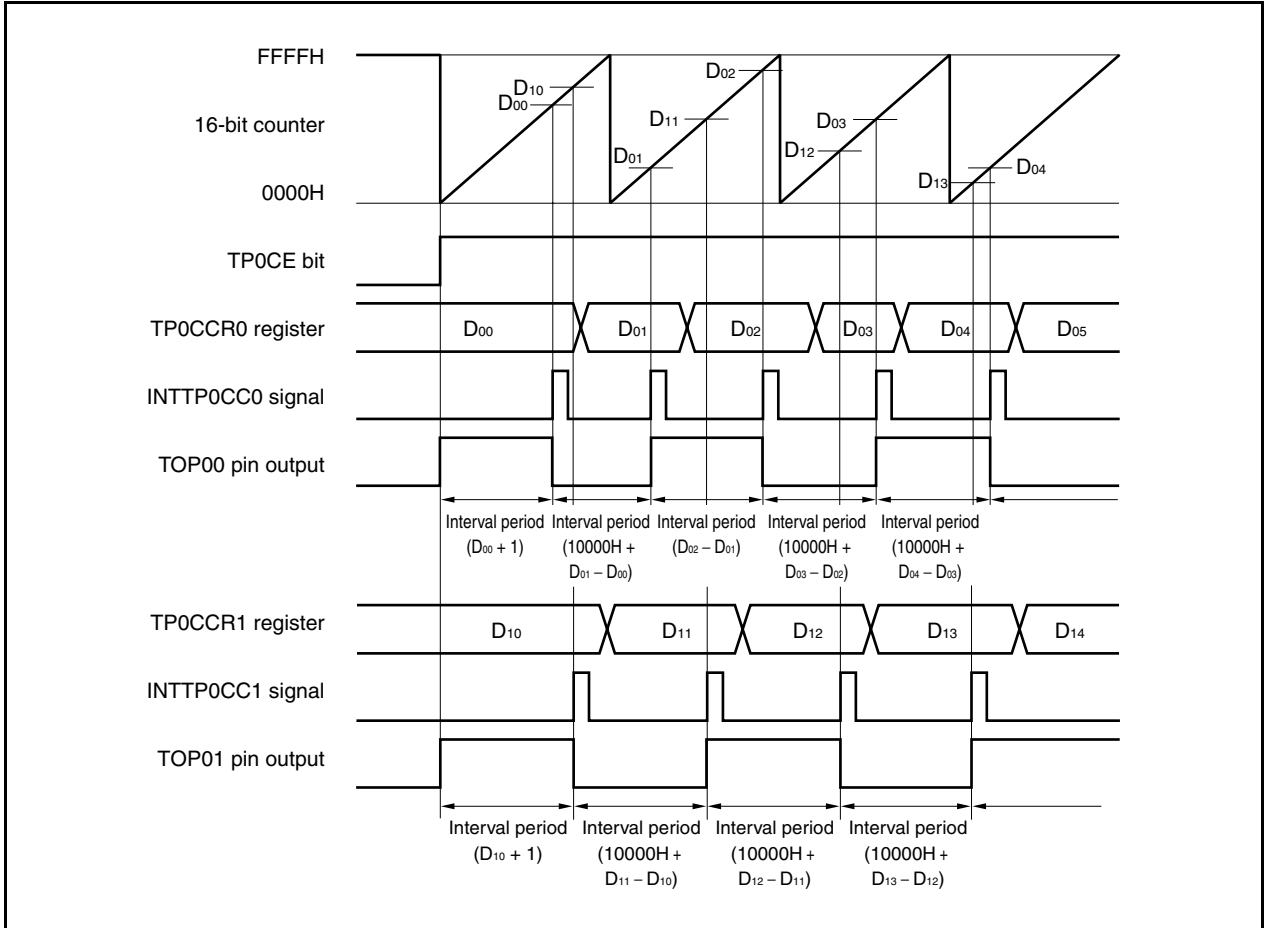 FFFFH
D10
D00
D02
16-bit counter
D11
D03
D01
D12
0000H
D13
D04
TP0CE bit
TP0CCR0 register
D00
D01
D02
D03
D04
D05
INTTP0CC0 signal
TOP00 pin output
Interval period
(D00 + 1)
Interval period
(10000H +
D01 – D00)
Interval period
(D02 – D01)
Interval period
(10000H +
D03 – D02)
Interval period
(10000H +
D04 – D03)
TP0CCR1 register
D10
D11
D12
D13
D14
INTTP0CC1 signal
TOP01 pin output
Interval period
(D10 + 1)
Interval period
(10000H +
D11 – D10)
Interval period
(10000H +
D12 – D11)
Interval period
(10000H +
D13 – D12)